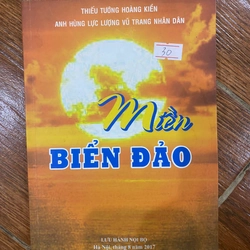 THIẾU TƯỚNG HOÀNG KIỀN
ANH HÙNG LỰC LƯỢNG VŨ TRANG NHÂN DÂN
30
Miền
BIỂN ĐẢO
LƯU HÀNH NỘI BỘ
Hà Nội, tháng 8 năm 2017